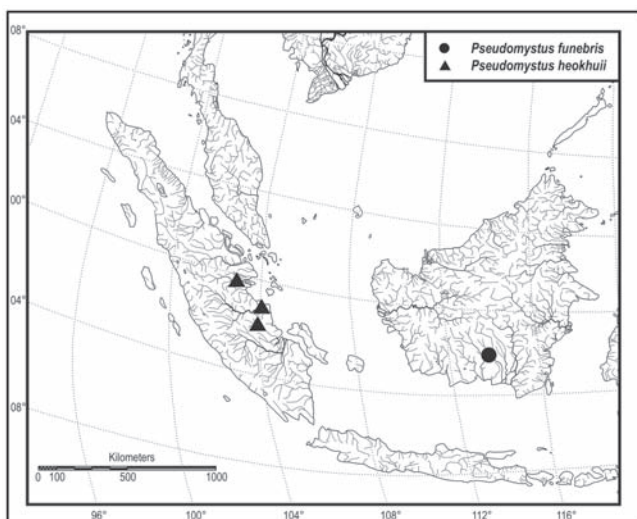 08°
● Pseudomystus funebris
▲ Pseudomystus heokhuii
04°
00°
04°
08°
Kilometers
0 100 500 1000
96° 100° 104° 108° 112° 116°